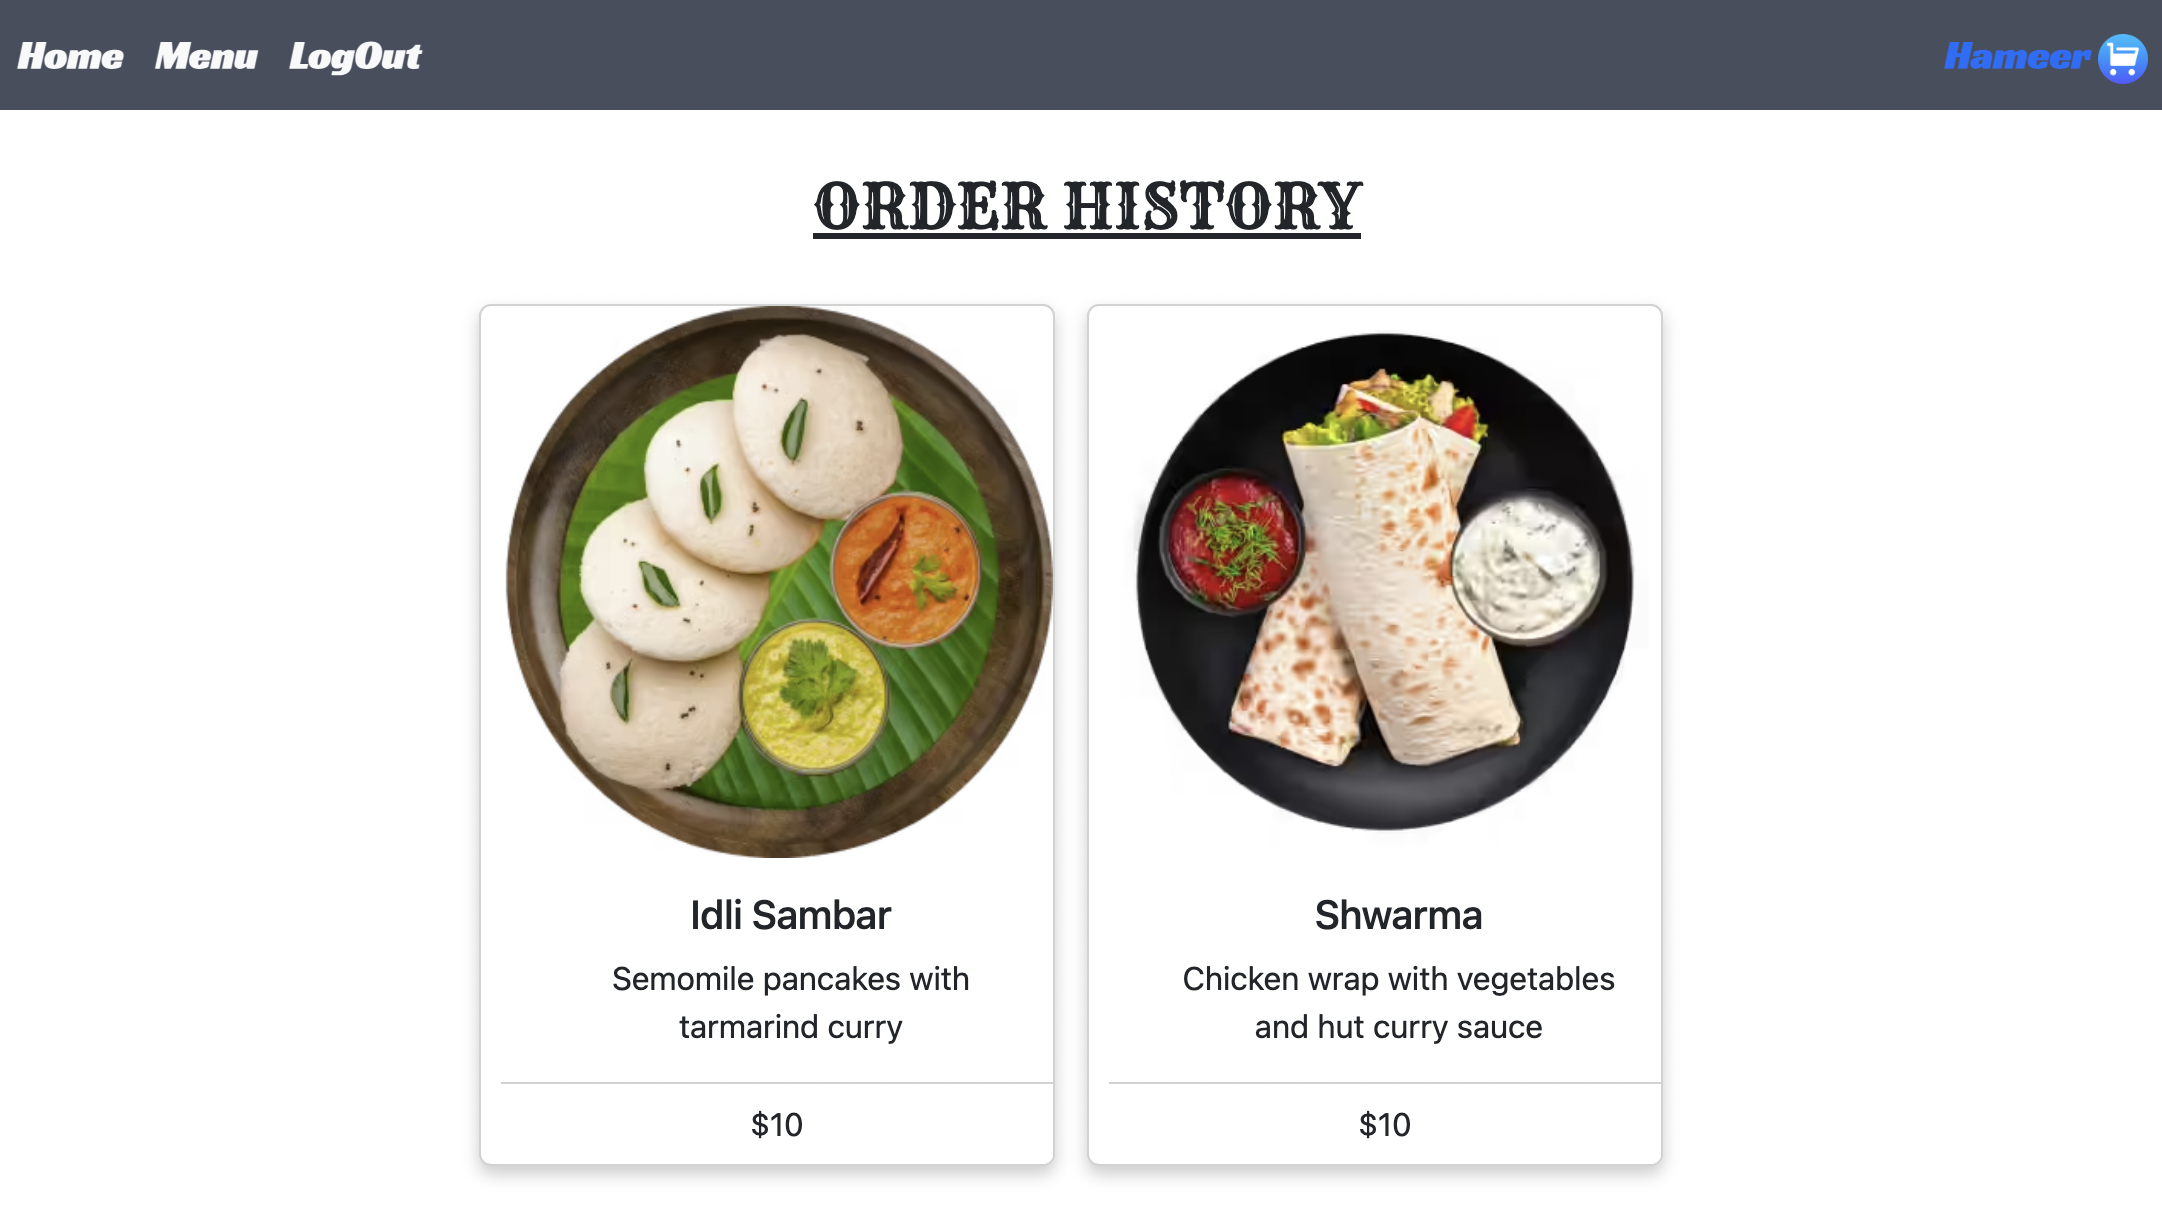 Home Menu LogOut Hameer
ORDER HISTORY
Idli Sambar
Semomile pancakes with
tarmarind curry
$10
Shwarma
Chicken wrap with vegetables
and hut curry sauce
$10